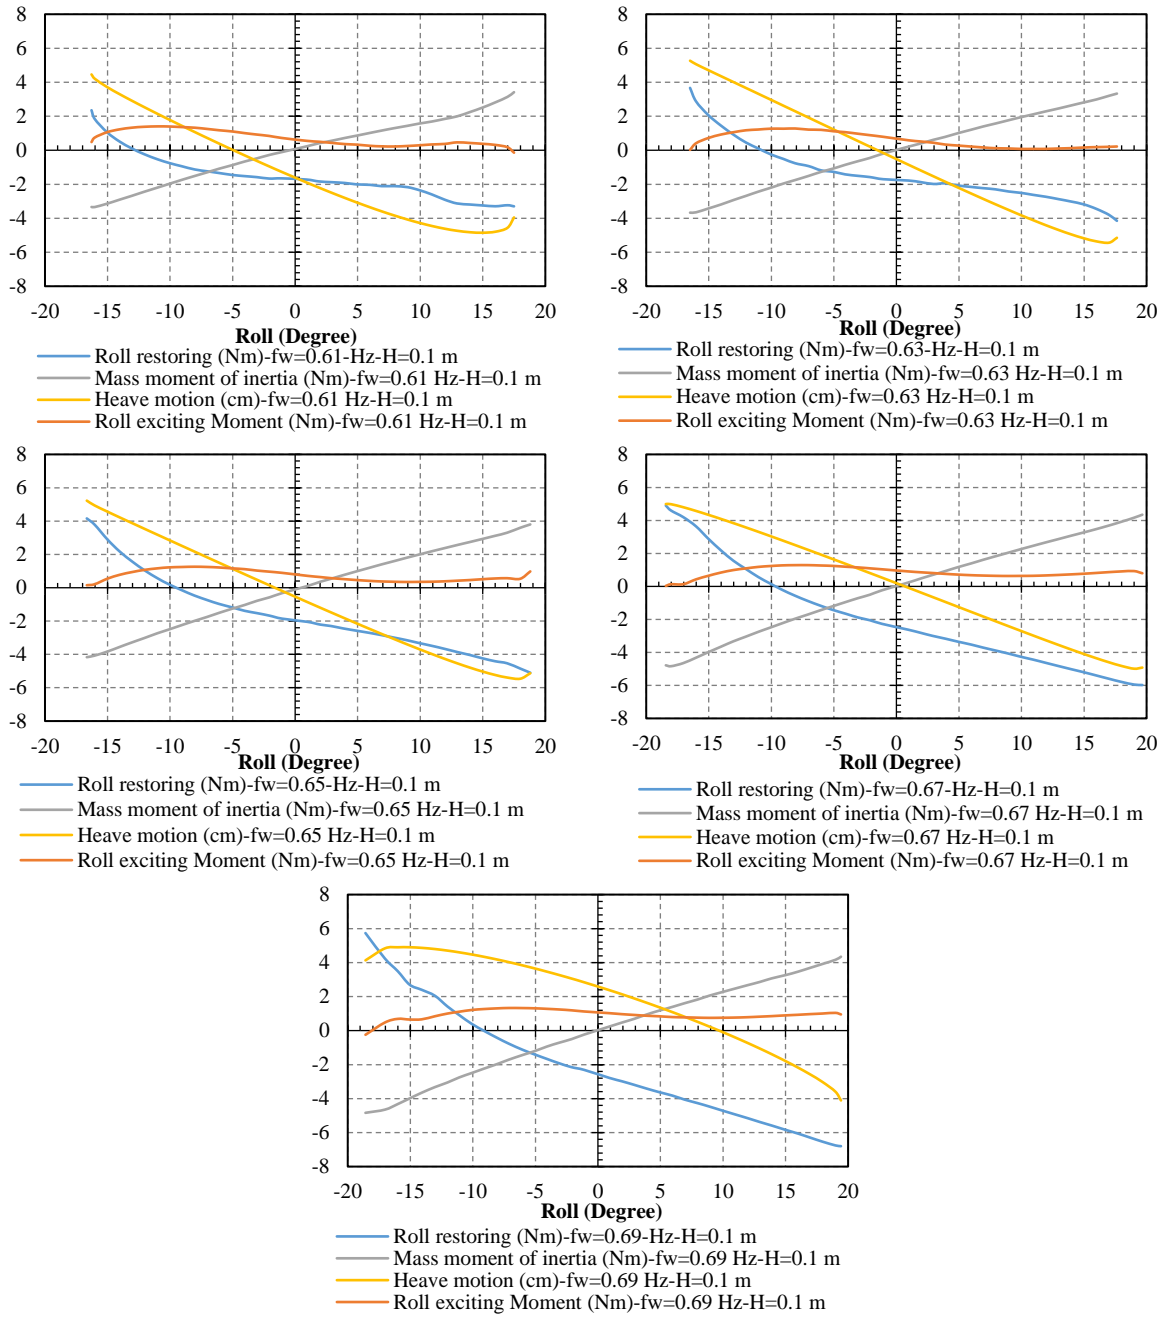 8
6
4
2
0
-2
-4
-6
-8
-20 -15 -10 -5 0 5 10 15 20
Roll (Degree)
Roll restoring (Nm)-fw=0.61-Hz-H=0.1 m
Mass moment of inertia (Nm)-fw=0.61 Hz-H=0.1 m
Heave motion (cm)-fw=0.61 Hz-H=0.1 m
Roll exciting Moment (Nm)-fw=0.61 Hz-H=0.1 m
8
6
4
2
0
-2
-4
-6
-8
-20 -15 -10 -5 0 5 10 15 20
Roll (Degree)
Roll restoring (Nm)-fw=0.63-Hz-H=0.1 m
Mass moment of inertia (Nm)-fw=0.63 Hz-H=0.1 m
Heave motion (cm)-fw=0.63 Hz-H=0.1 m
Roll exciting Moment (Nm)-fw=0.63 Hz-H=0.1 m
8
6
4
2
0
-2
-4
-6
-8
-20 -15 -10 -5 0 5 10 15 20
Roll (Degree)
Roll restoring (Nm)-fw=0.65-Hz-H=0.1 m
Mass moment of inertia (Nm)-fw=0.65 Hz-H=0.1 m
Heave motion (cm)-fw=0.65 Hz-H=0.1 m
Roll exciting Moment (Nm)-fw=0.65 Hz-H=0.1 m
8
6
4
2
0
-2
-4
-6
-8
-20 -15 -10 -5 0 5 10 15 20
Roll (Degree)
Roll restoring (Nm)-fw=0.67-Hz-H=0.1 m
Mass moment of inertia (Nm)-fw=0.67 Hz-H=0.1 m
Heave motion (cm)-fw=0.67 Hz-H=0.1 m
Roll exciting Moment (Nm)-fw=0.67 Hz-H=0.1 m
8
6
4
2
0
-2
-4
-6
-8
-20 -15 -10 -5 0 5 10 15 20
Roll (Degree)
Roll restoring (Nm)-fw=0.69-Hz-H=0.1 m
Mass moment of inertia (Nm)-fw=0.69 Hz-H=0.1 m
Heave motion (cm)-fw=0.69 Hz-H=0.1 m
Roll exciting Moment (Nm)-fw=0.69 Hz-H=0.1 m